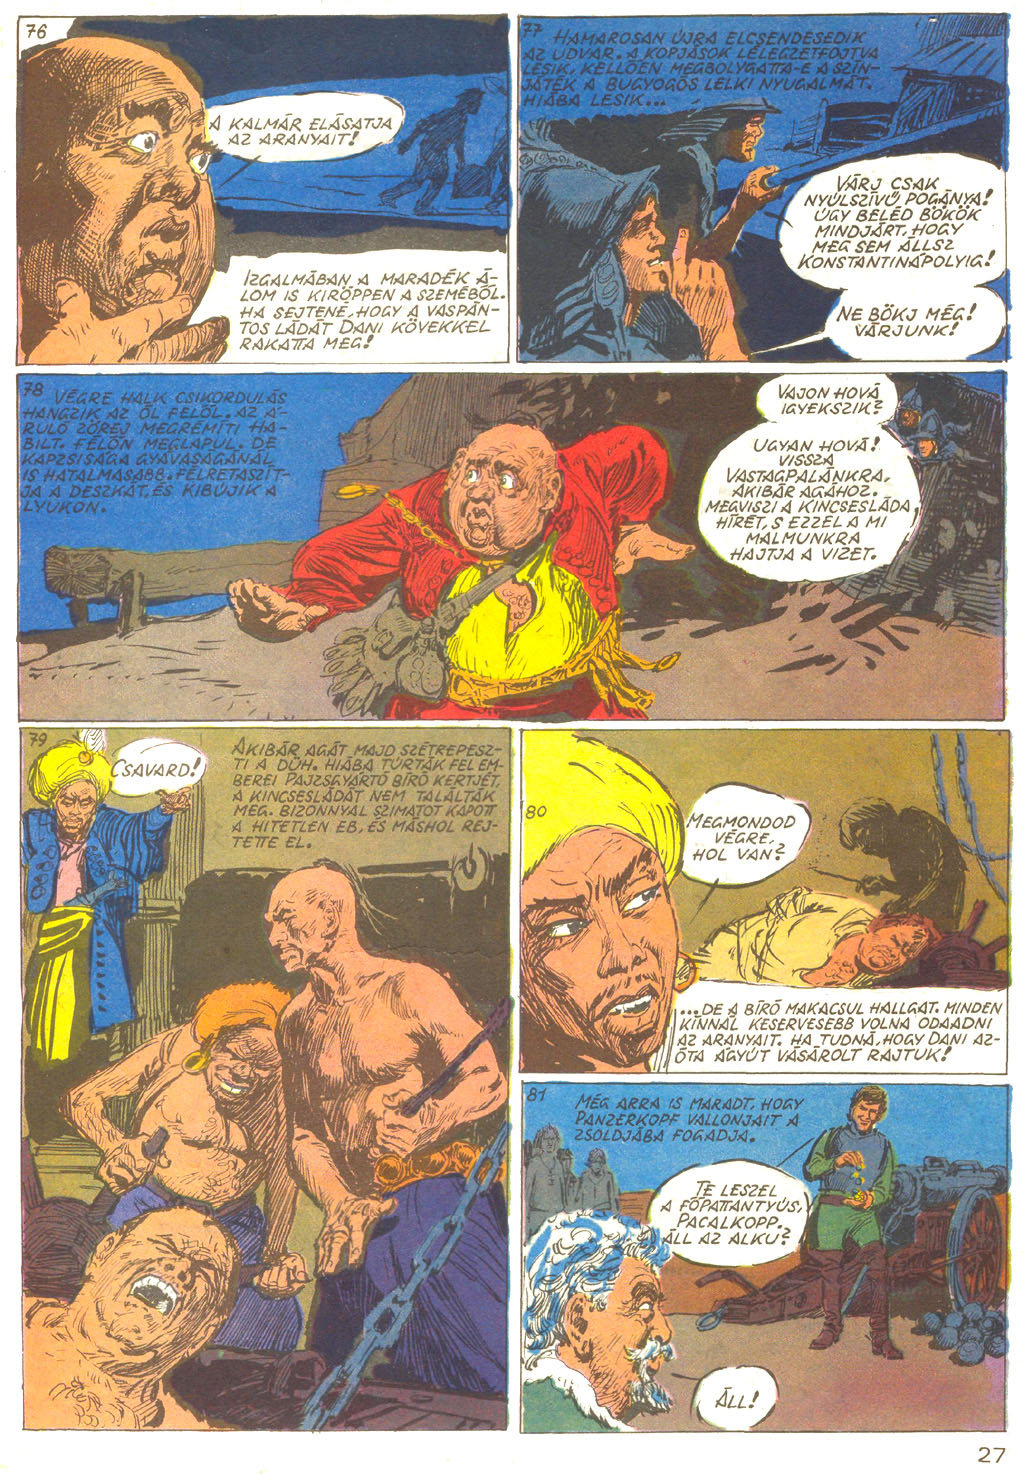 76
A KALMÁR ELÁSATJA
AZ ARANYAIT!
IZGALMÁBAN A MARADÉK Á-
LOM IS KIRÖPPEN A SZEMÉBŐL.
HA SEJTENÉ, HOGY A VASPÁN-
TOS LÁDÁT DANI KÖVEKKEL
RAKATTA MEG!
77
HAMAROSAN ÚJRA ELCSENDESEDIK
AZ UDVAR. A KOPJÁSOK LÉLEGZETFOJTVA
LESIK, KELLŐEN MEGBOLYGATTA-E A SZÍN-
JÁTÉK A BUGYOGÓS LELKI NYUGALMÁT.
HIÁBA LESIK...
VÁRJ CSAK
NYÚLSZÍVŰ POGÁNYA!
ÚGY BELÉD BÖKÖK
MINDJÁRT, HOGY
MEG SEM ÁLLSZ
KONSTANTINÁPOLYIG!
NE BÖKJ MÉG!
VÁRJUNK!
78
VÉGRE HALK CSIKORDULÁS
HANGZIK AZ ÓL FELŐL. AZ Á-
RULÓ ZÖREJ MEGRÉMÍTI HA-
BILT. FÉLŐN MEGLAPUL. DE
KAPZSISÁGA GYÁVASÁGÁNÁL
IS HATALMASABB. FÉLRETASZÍT-
JA A DESZKÁT, ÉS KIBÚJIK A
LYUKON.
VAJON HOVÁ
IGYEKSZIK?
UGYAN HOVÁ!
VISSZA
VASTAGPALÁNKRA,
AKIBÁR AGÁHOZ.
MEGVISZI A KINCSESLÁDA
HÍRÉT, S EZZEL A MI
MALMUNKRA
HAJTJA A VIZET.
79
CSAVARD!
AKIBÁR AGÁT MAJD SZÉTREPESZ-
TI A DÜH. HIÁBA TÚRTÁK FEL EM-
BEREI PAJZSGYÁRTÓ BÍRÓ KERTJÉT,
A KINCSESLÁDÁT NEM TALÁLTÁK
MEG. BIZONNYAL SZIMATOT KAPOTT
A HITETLEN EB, ÉS MÁSHOL REJ-
TETTE EL.
80
MEGMONDOD
VÉGRE,
HOL VAN?
...DE A BÍRÓ MAKACSUL HALLGAT. MINDEN
KÍNNÁL KESERVESEBB VOLNA ODAADNI
AZ ARANYAIT. HA TUDNÁ, HOGY DANI AZ-
ÓTA ÁGYÚT VÁSÁROLT RAJTUK!
81
MÉG ARRA IS MARADT, HOGY
PANZERKOPF VALLONJAIT A
ZSOLDJÁBA FOGADJA.
TE LESZEL
A FŐPATTANTYÚS,
PACALKOPP.
ÁLL AZ ALKU?
ÁLL!
27